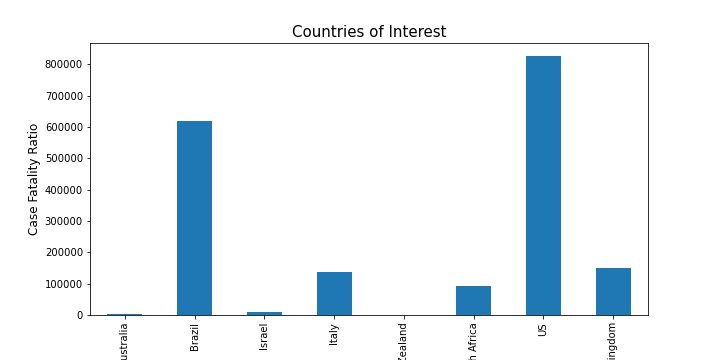 Countries of Interest
Case Fatality Ratio
800000
700000
600000
500000
400000
300000
200000
100000
0
ustralia
Brazil
Israel
Italy
Zealand
h Africa
US
ingdom